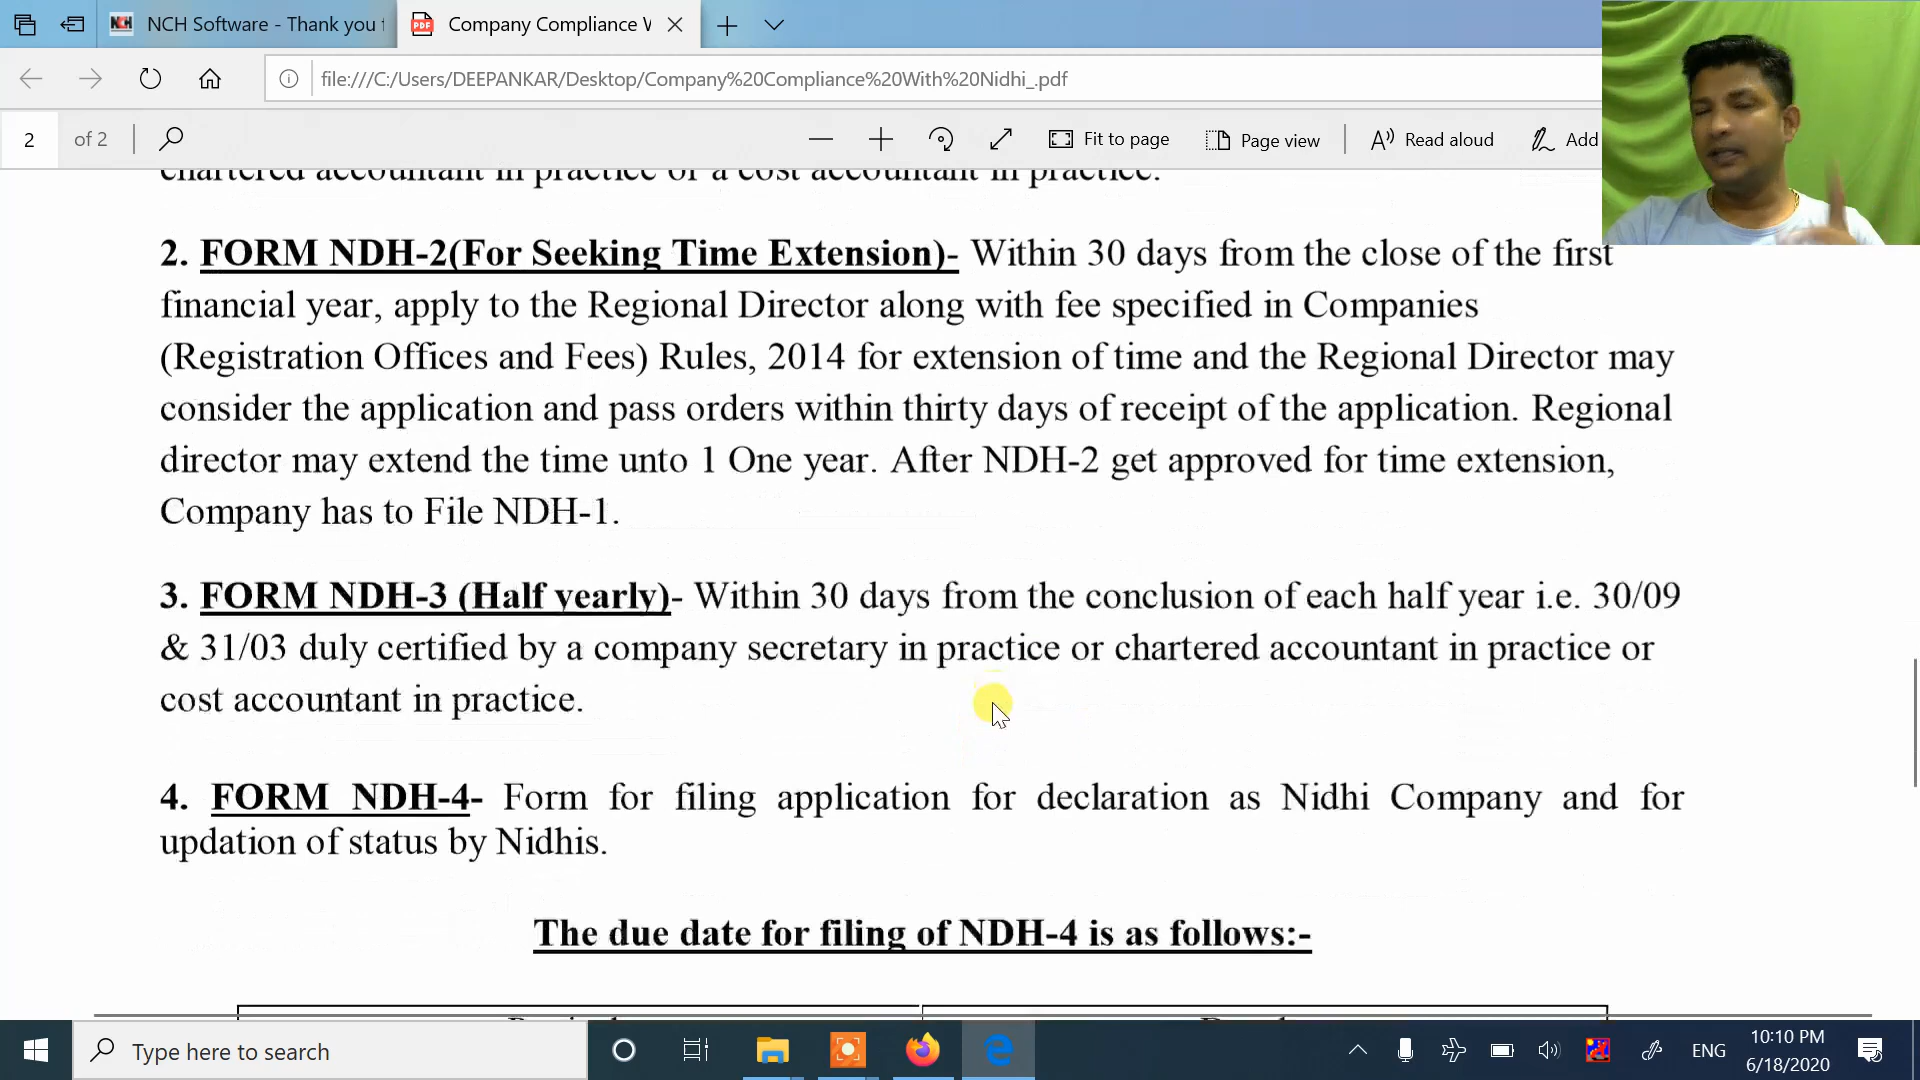 NCH Software - Thank you f
Company Compliance W
file:///C:/Users/DEEPANKAR/Desktop/Company%20Compliance%20With%20Nidhi_.pdf
2 of 2
Fit to page
Page view
Read aloud
Add
chartered accountant in practice or a cost accountant in practice.
2. FORM NDH-2(For Seeking Time Extension)- Within 30 days from the close of the first
financial year, apply to the Regional Director along with fee specified in Companies
(Registration Offices and Fees) Rules, 2014 for extension of time and the Regional Director may
consider the application and pass orders within thirty days of receipt of the application. Regional
director may extend the time unto 1 One year. After NDH-2 get approved for time extension,
Company has to File NDH-1.
3. FORM NDH-3 (Half yearly)- Within 30 days from the conclusion of each half year i.e. 30/09
& 31/03 duly certified by a company secretary in practice or chartered accountant in practice or
cost accountant in practice.
4. FORM NDH-4- Form for filing application for declaration as Nidhi Company and for
updation of status by Nidhis.
The due date for filing of NDH-4 is as follows:-
Type here to search
ENG
10:10 PM
6/18/2020